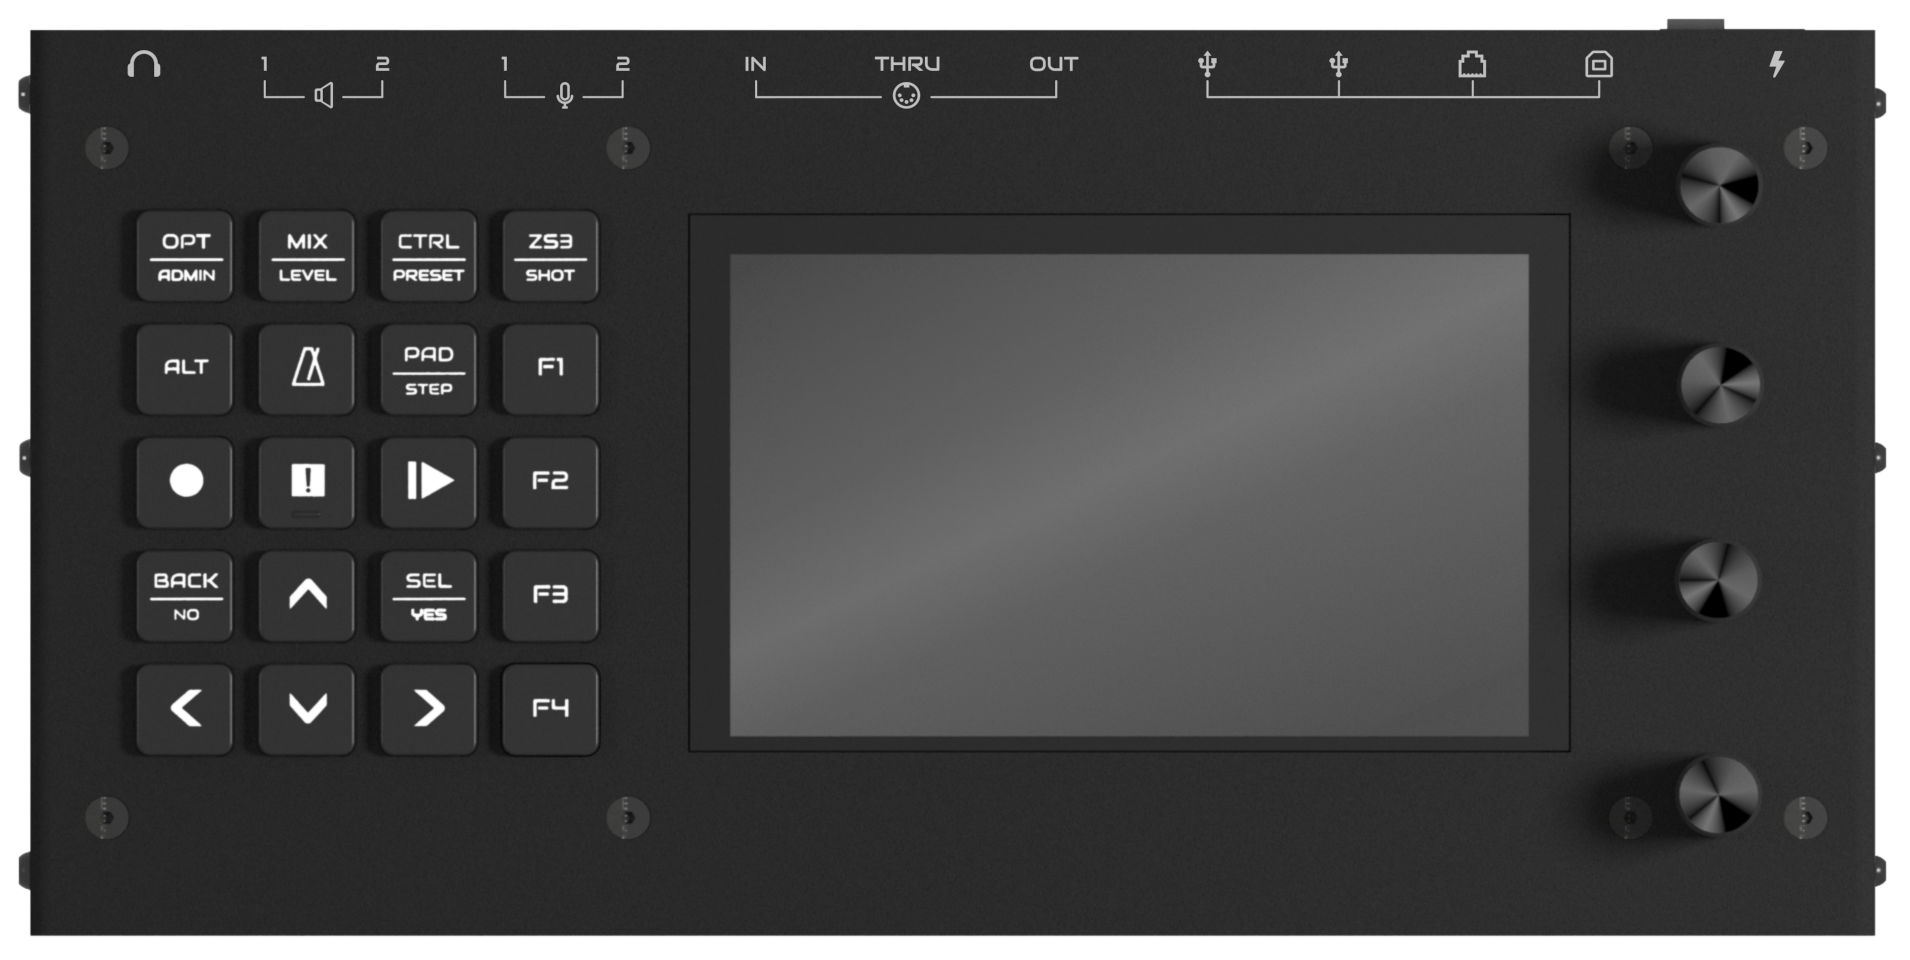 1 2 1 2 IN THRU OUT
OPT MIX CTRL ZS3
ADMIN LEVEL PRESET SHOT
ALT PAD F1
STEP
! F2
BACK SEL F3
NO YES
F4